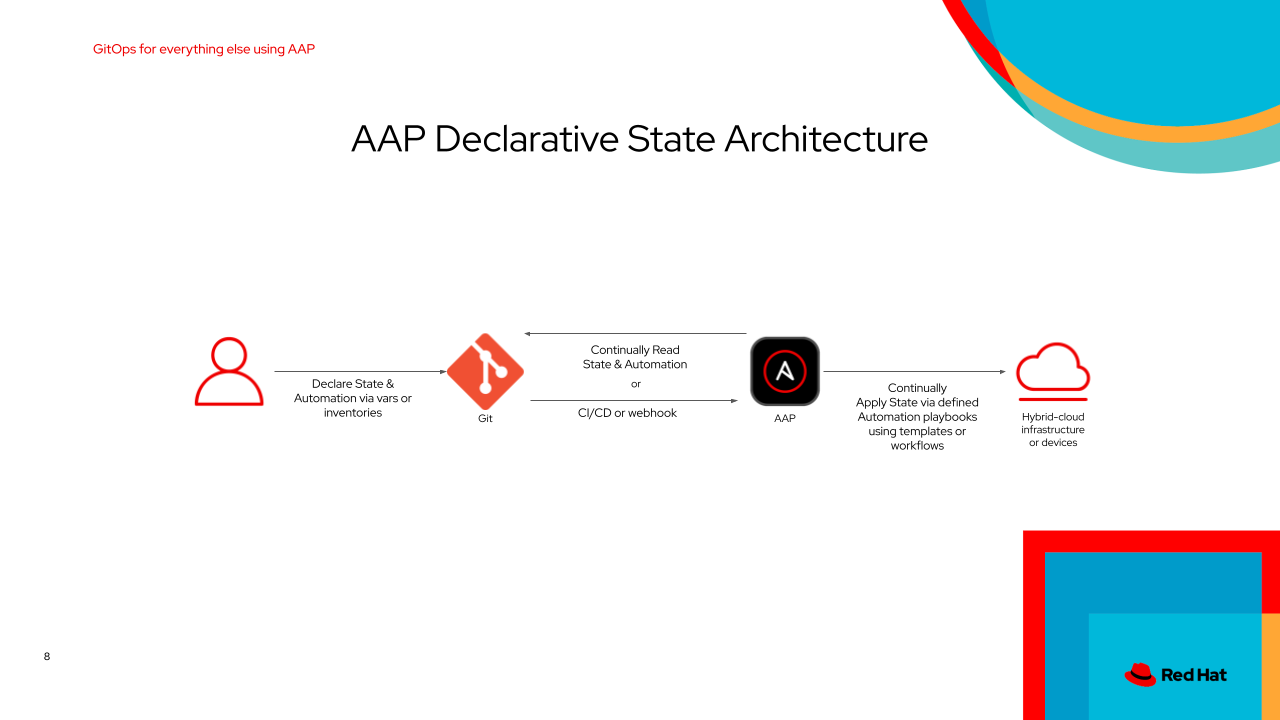 GitOps for everything else using AAP
AAP Declarative State Architecture
Declare State &
Automation via vars or
inventories
Git
Continually Read
State & Automation
or
CI/CD or webhook
AAP
Continually
Apply State via defined
Automation playbooks
using templates or
workflows
Hybrid-cloud
infrastructure
or devices
8
Red Hat